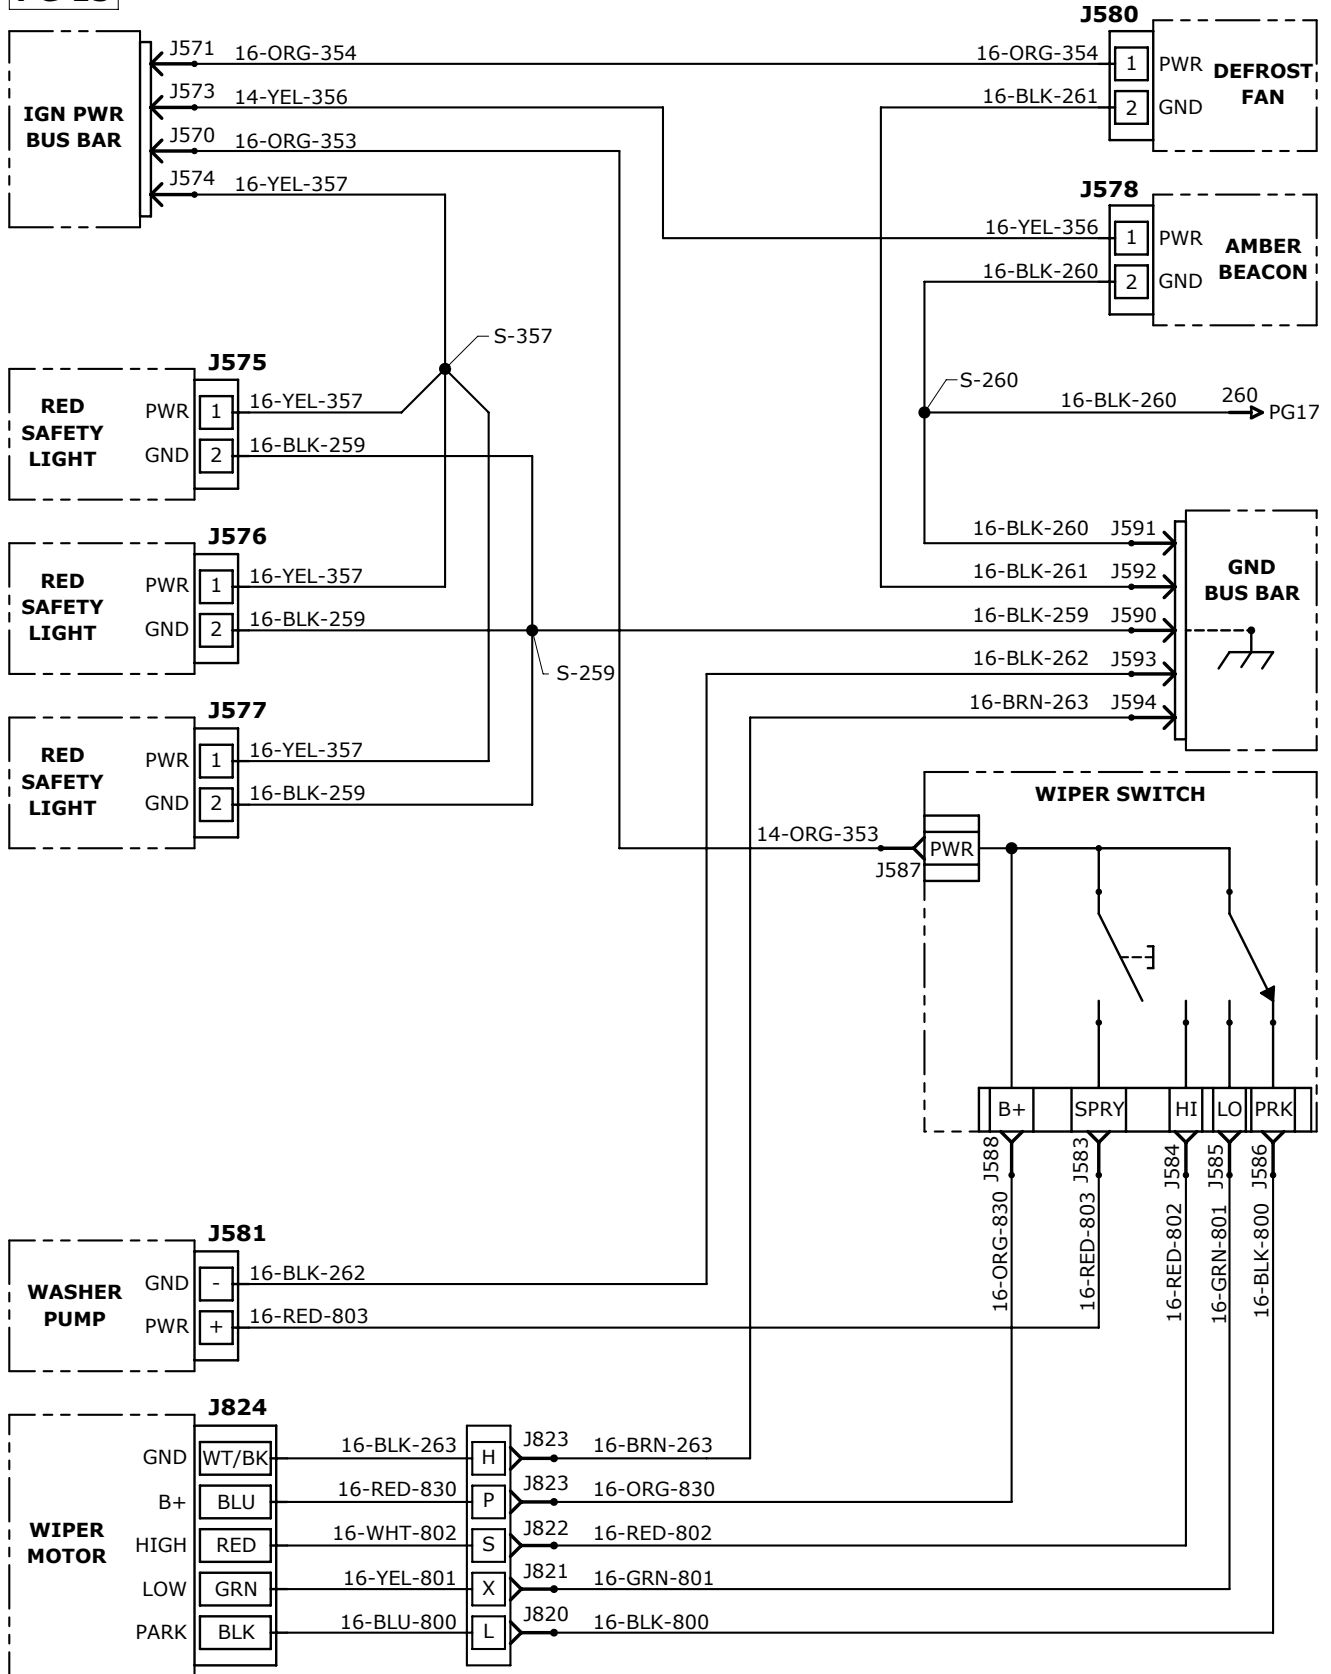 J580
J571 16-ORG-354 16-ORG-354 1 PWR DEFROST
FAN
J573 14-YEL-356 16-BLK-261 2 GND
IGN PWR
BUS BAR
J570 16-ORG-353
J574 16-YEL-357
J578
16-YEL-356 1 PWR AMBER
BEACON
16-BLK-260 2 GND
S-357
J575
RED
SAFETY
LIGHT
PWR 1 16-YEL-357
GND 2 16-BLK-259
S-260
16-BLK-260 260 PG17
J576
RED
SAFETY
LIGHT
PWR 1 16-YEL-357
GND 2 16-BLK-259
S-259
16-BLK-260 J591
16-BLK-261 J592
16-BLK-259 J590
16-BLK-262 J593
16-BRN-263 J594
GND
BUS BAR
J577
RED
SAFETY
LIGHT
PWR 1 16-YEL-357
GND 2 16-BLK-259
WIPER SWITCH
14-ORG-353 PWR
J587
B+ SPRY HI LO PRK
J588 J583 J584 J585 J586
16-ORG-830
16-RED-803
16-RED-802
16-GRN-801
16-BLK-800
J581
WASHER
PUMP
GND - 16-BLK-262
PWR + 16-RED-803
J824
WIPER
MOTOR
GND WT/BK 16-BLK-263 H J823 16-BRN-263
B+ BLU 16-RED-830 P J823 16-ORG-830
HIGH RED 16-WHT-802 S J822 16-RED-802
LOW GRN 16-YEL-801 X J821 16-GRN-801
PARK BLK 16-BLU-800 L J820 16-BLK-800